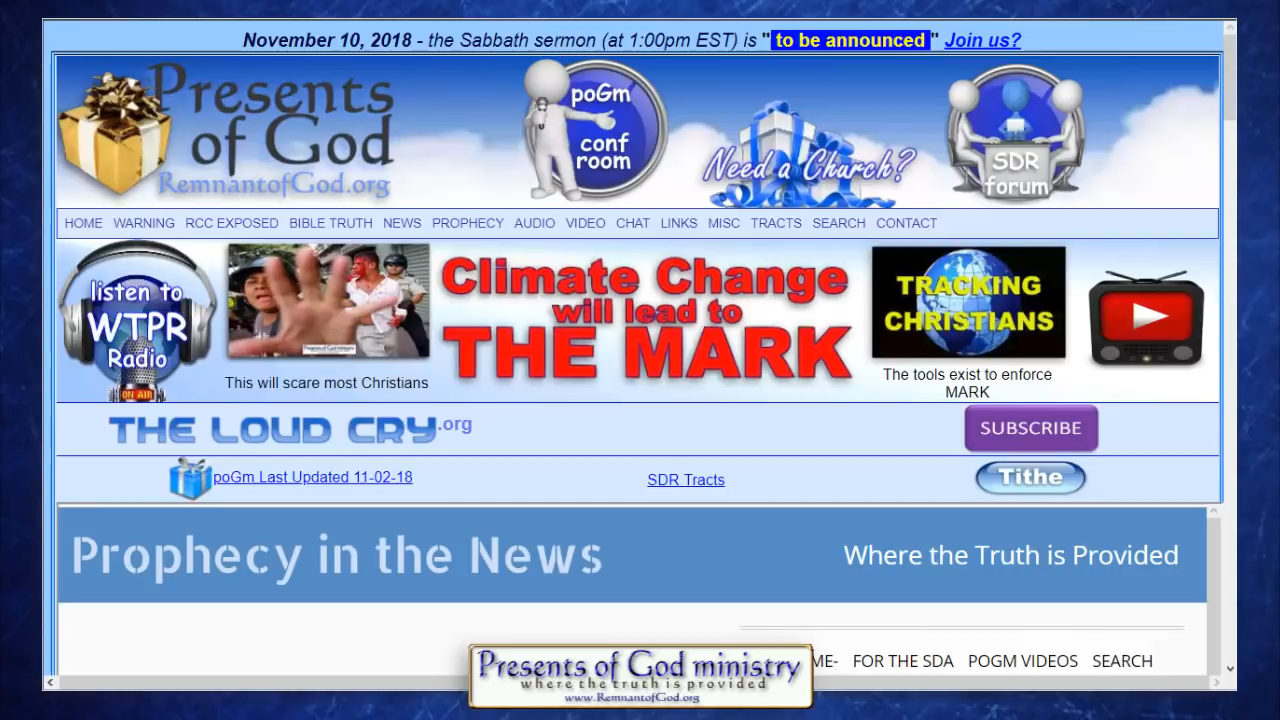 November 10, 2018 - the Sabbath sermon (at 1:00pm EST) is " to be announced " Join us?
Presents
of God
RemnantofGod.org
poGm
conf
room
Need a Church?
SDR
forum
HOME WARNING RCC EXPOSED BIBLE TRUTH NEWS PROPHECY AUDIO VIDEO CHAT LINKS MISC TRACTS SEARCH CONTACT
listen to
WTPR
Radio
ON AIR
This will scare most Christians
Climate Change
will lead to
THE MARK
TRACKING
CHRISTIANS
The tools exist to enforce
MARK
THE LOUD CRY.org
SUBSCRIBE
poGm Last Updated 11-02-18
SDR Tracts
Tithe
Prophecy in the News
Where the Truth is Provided
ME- FOR THE SDA POGM VIDEOS SEARCH
Presents of God ministry
where the truth is provided
www.RemnantofGod.org